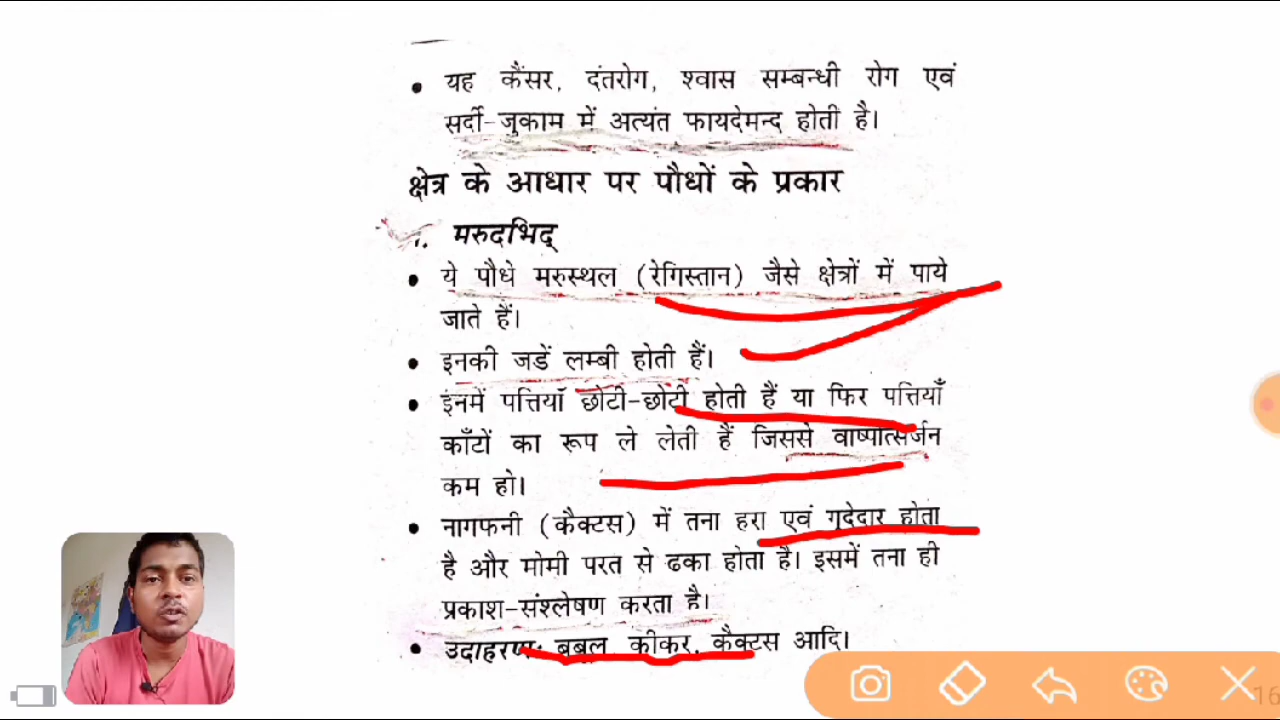 यह कैंसर, दंतरोग, श्वास सम्बन्धी रोग एवं
सर्दी-जुकाम में अत्यंत फायदेमन्द होती है।
क्षेत्र के आधार पर पौधों के प्रकार
1. मरुदभिद्
ये पौधे मरुस्थल (रेगिस्तान) जैसे क्षेत्रों में पाये
जाते हैं।
इनकी जडें लम्बी होती हैं।
इनमें पत्तियाँ छोटी-छोटी होती हैं या फिर पत्तियाँ
काँटों का रूप ले लेती हैं जिससे वाष्पोत्सर्जन
कम हो।
नागफनी (कैक्टस) में तना हरा एवं गूदेदार होता
है और मोमी परत से ढका होता है। इसमें तना ही
प्रकाश-संश्लेषण करता है।
उदाहरण: बबूल, कीकर, कैक्टस आदि।
16